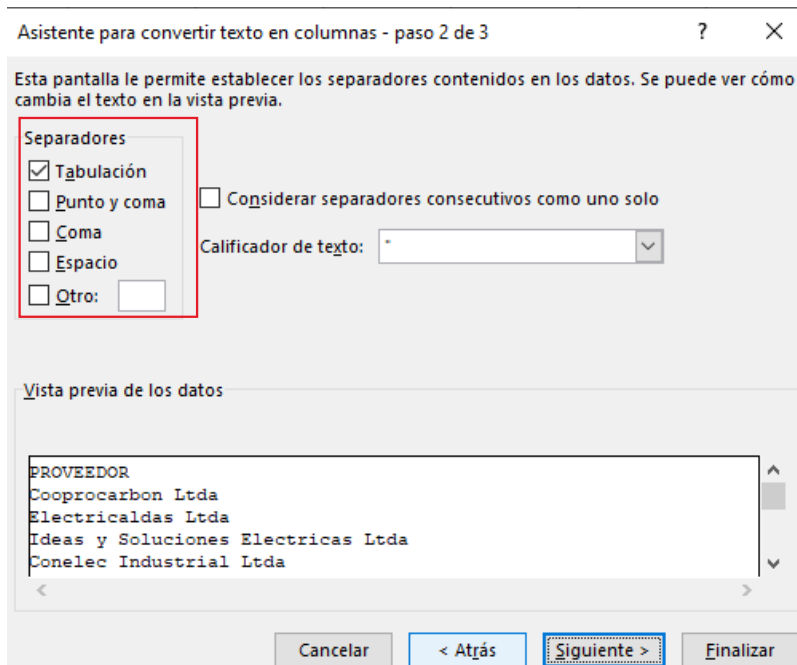 Asistente para convertir texto en columnas - paso 2 de 3 ? ×
Esta pantalla le permite establecer los separadores contenidos en los datos. Se puede ver cómo
cambia el texto en la vista previa.
Separadores
Tabulación
Punto y coma
Coma
Espacio
Otro:
Considerar separadores consecutivos como uno solo
Calificador de texto: "
Vista previa de los datos
PROVEEDOR
Cooprocarbon Ltda
Electricaldas Ltda
Ideas y Soluciones Electricas Ltda
Conelec Industrial Ltda
Cancelar < Atrás Siguiente > Finalizar